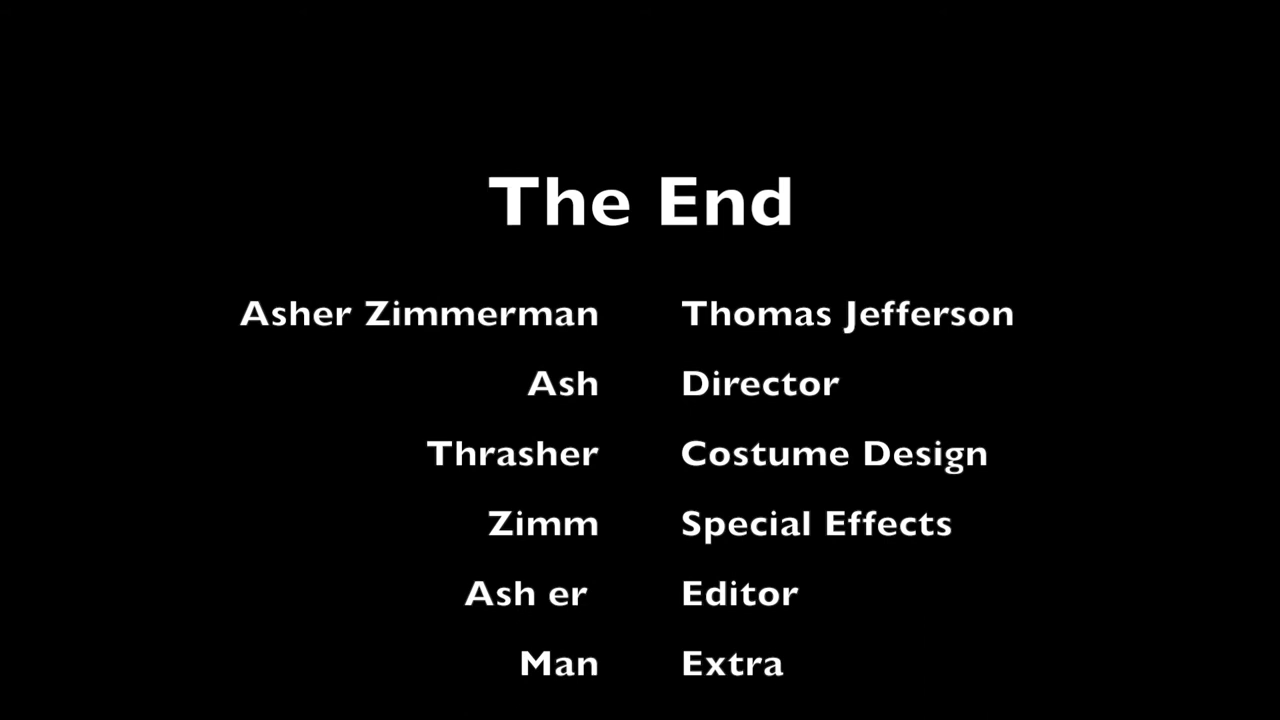 The End
Asher Zimmerman Thomas Jefferson
Ash Director
Thrasher Costume Design
Zimm Special Effects
Ash er Editor
Man Extra